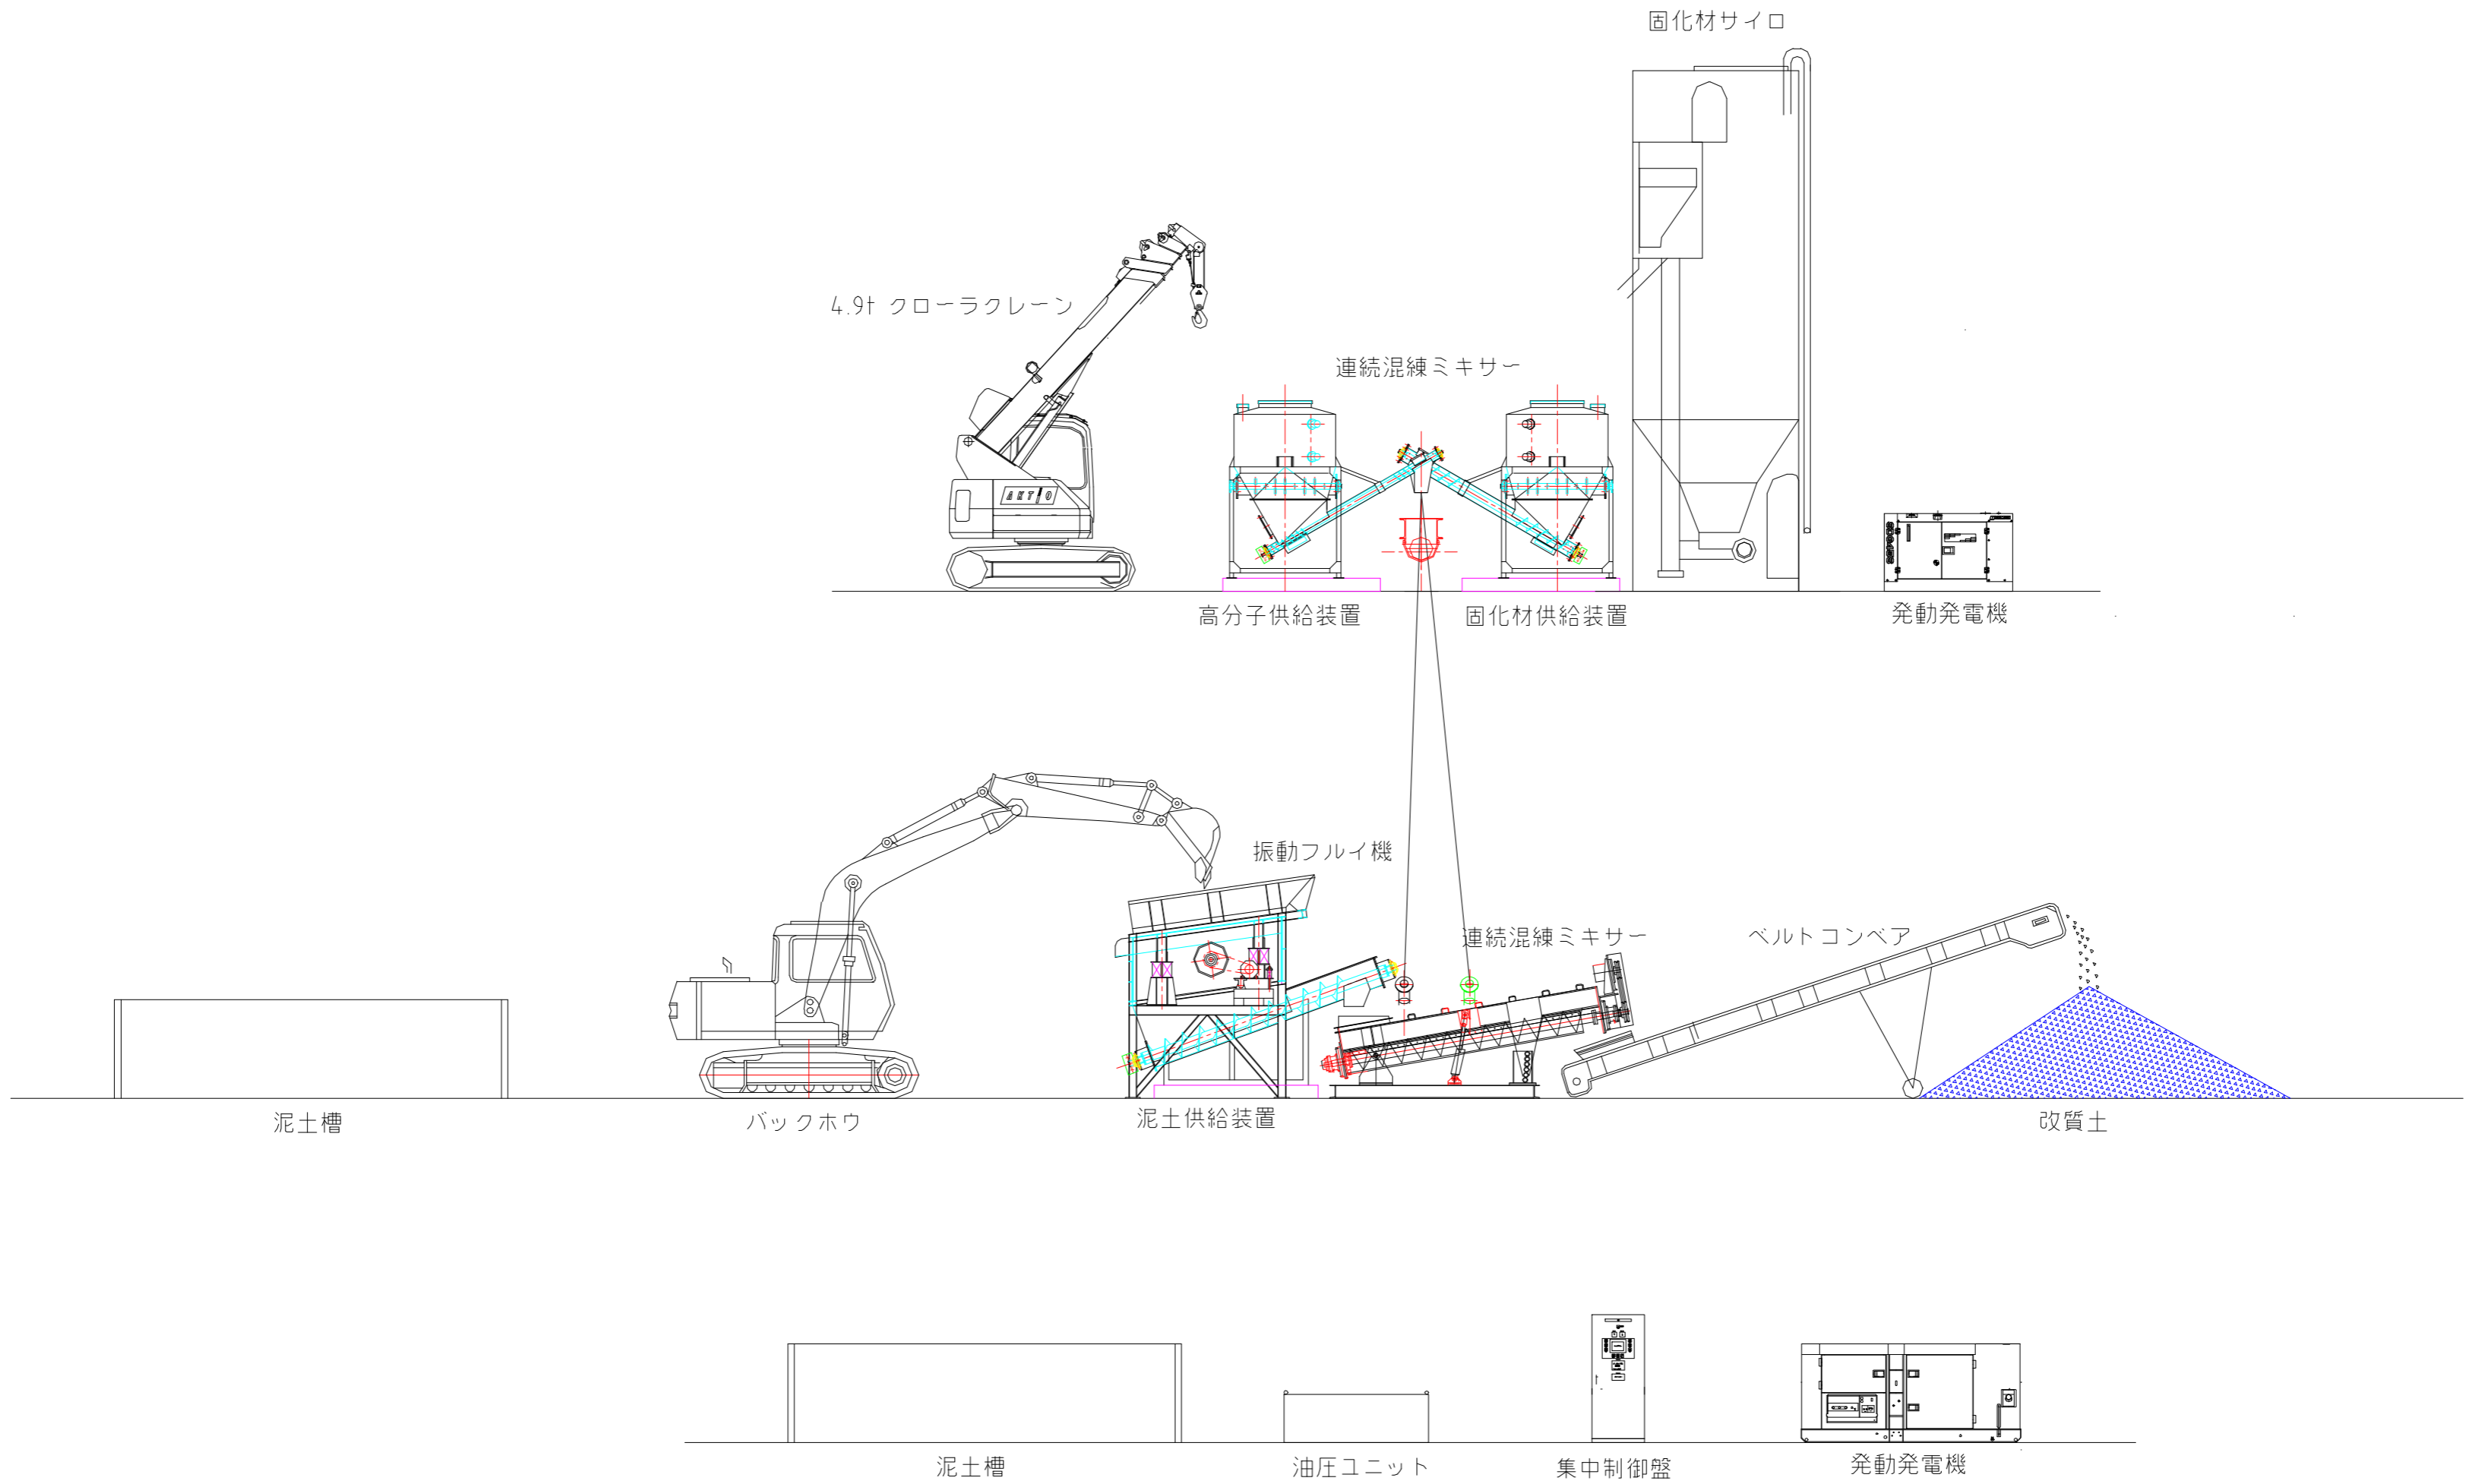 固化材サイロ
4.9t クローラクレーン
連続混練ミキサー
AKTIO
高分子供給装置
固化材供給装置
発動発電機
振動フルイ機
連続混練ミキサー
ベルトコンベア
泥土槽
バックホウ
泥土供給装置
改質土
泥土槽
油圧ユニット
集中制御盤
発動発電機